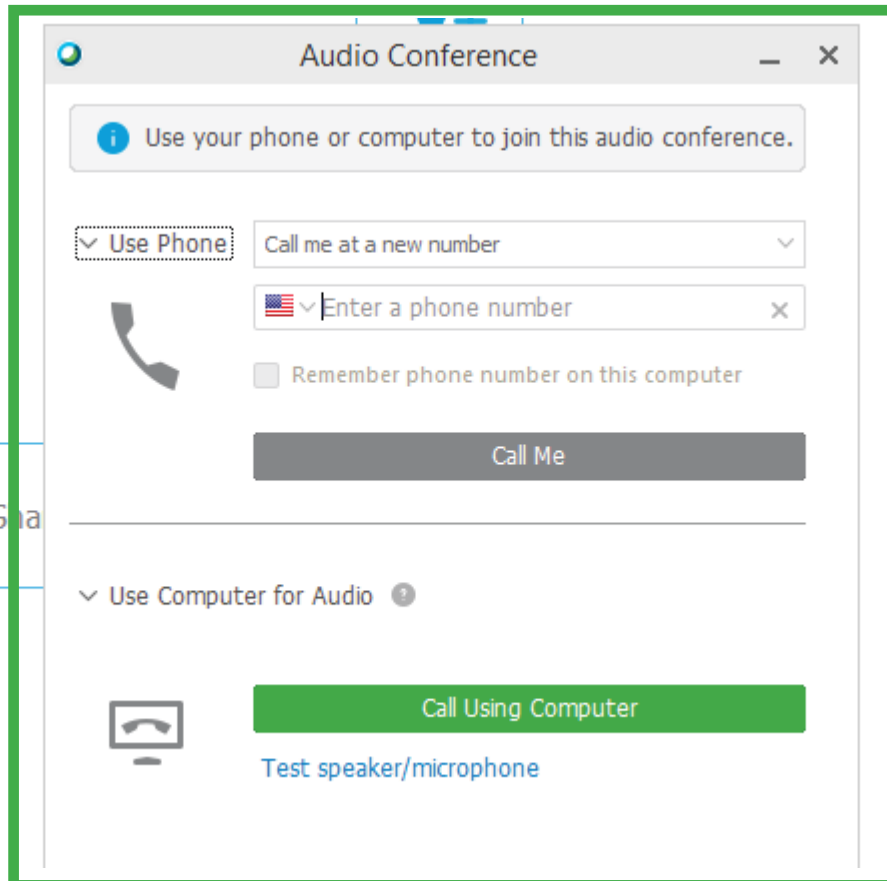 Audio Conference
Use your phone or computer to join this audio conference.
Use Phone
Call me at a new number
Enter a phone number
Remember phone number on this computer
Call Me
Use Computer for Audio
Call Using Computer
Test speaker/microphone